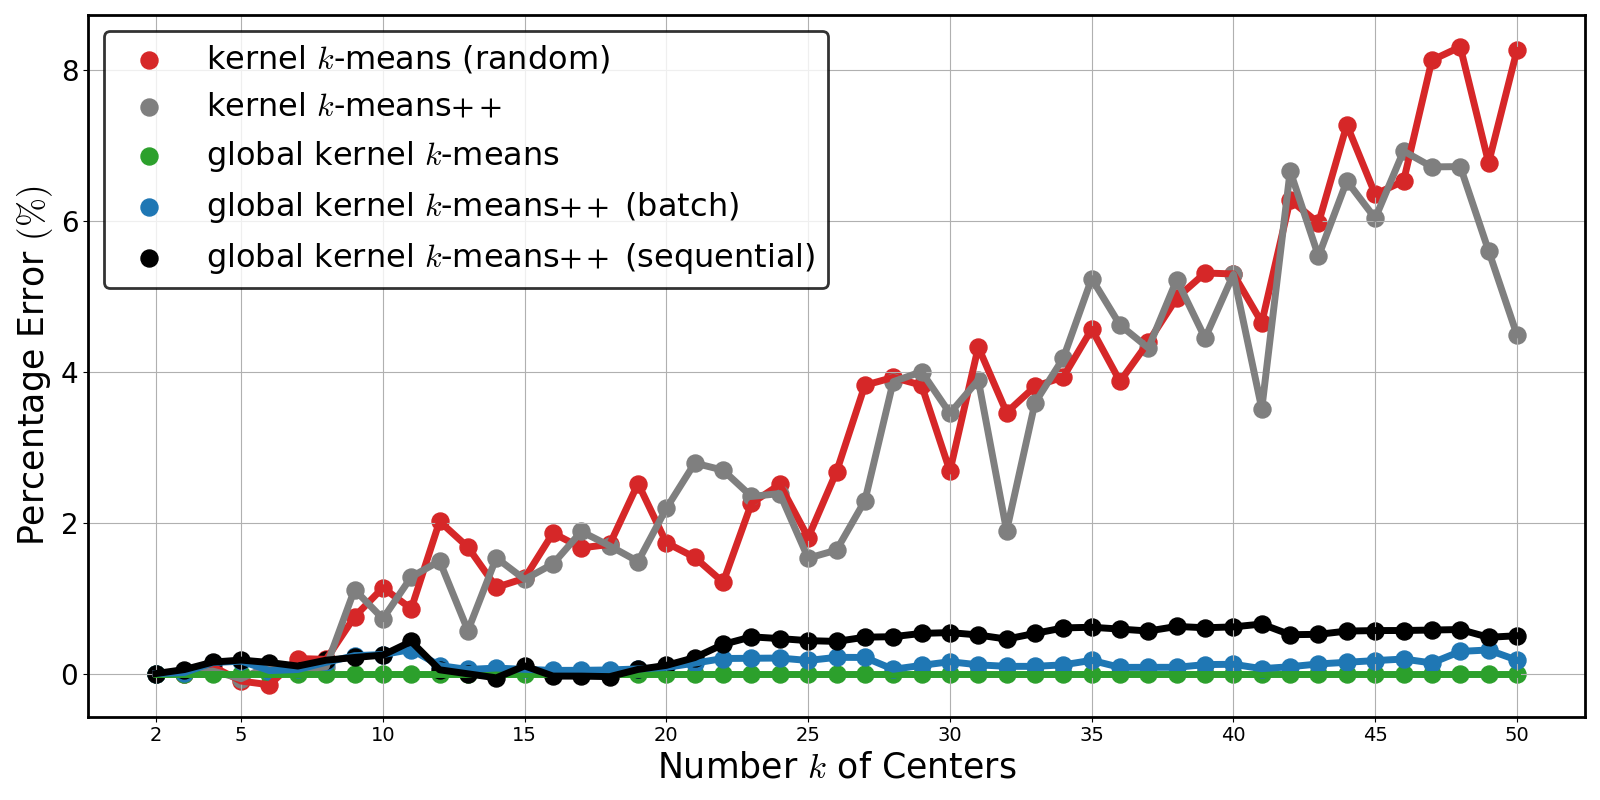 kernel k-means (random)
kernel k-means++
global kernel k-means
global kernel k-means++ (batch)
global kernel k-means++ (sequential)
Percentage Error (%)
8
6
4
2
0
2 5 10 15 20 25 30 35 40 45 50
Number k of Centers